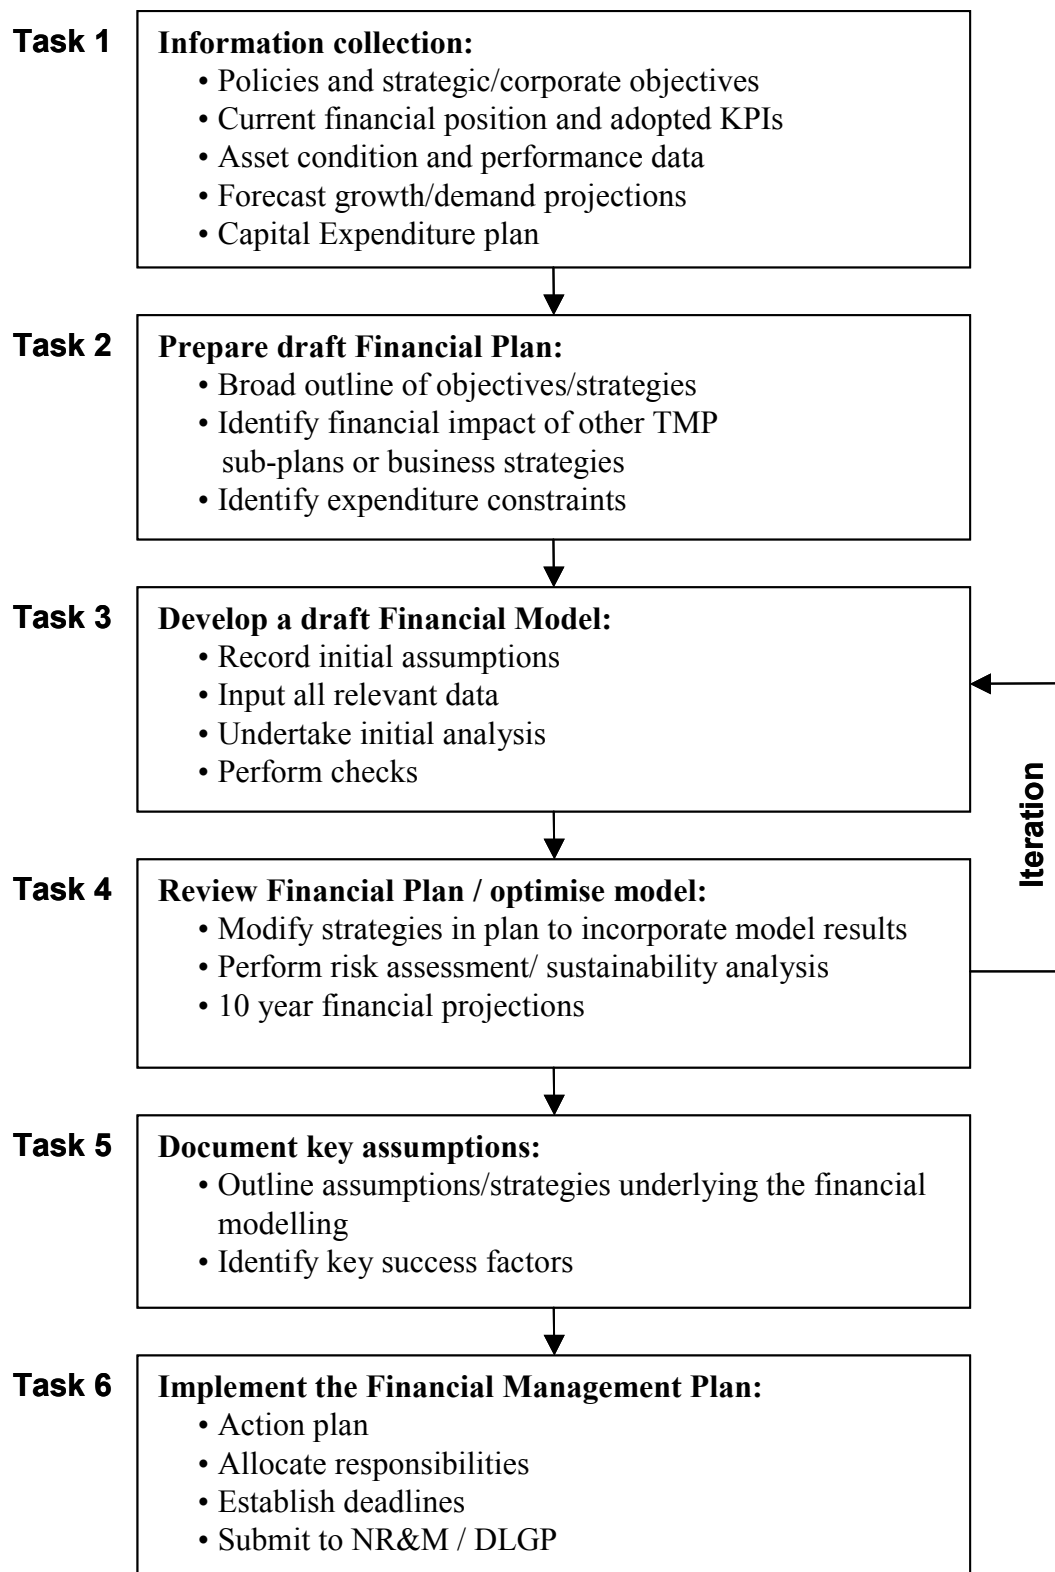 Task 1
Information collection:
• Policies and strategic/corporate objectives
• Current financial position and adopted KPIs
• Asset condition and performance data
• Forecast growth/demand projections
• Capital Expenditure plan
Task 2
Prepare draft Financial Plan:
• Broad outline of objectives/strategies
• Identify financial impact of other TMP
sub-plans or business strategies
• Identify expenditure constraints
Task 3
Develop a draft Financial Model:
• Record initial assumptions
• Input all relevant data
• Undertake initial analysis
• Perform checks
Iteration
Task 4
Review Financial Plan / optimise model:
• Modify strategies in plan to incorporate model results
• Perform risk assessment/ sustainability analysis
• 10 year financial projections
Task 5
Document key assumptions:
• Outline assumptions/strategies underlying the financial
modelling
• Identify key success factors
Task 6
Implement the Financial Management Plan:
• Action plan
• Allocate responsibilities
• Establish deadlines
• Submit to NR&M / DLGP